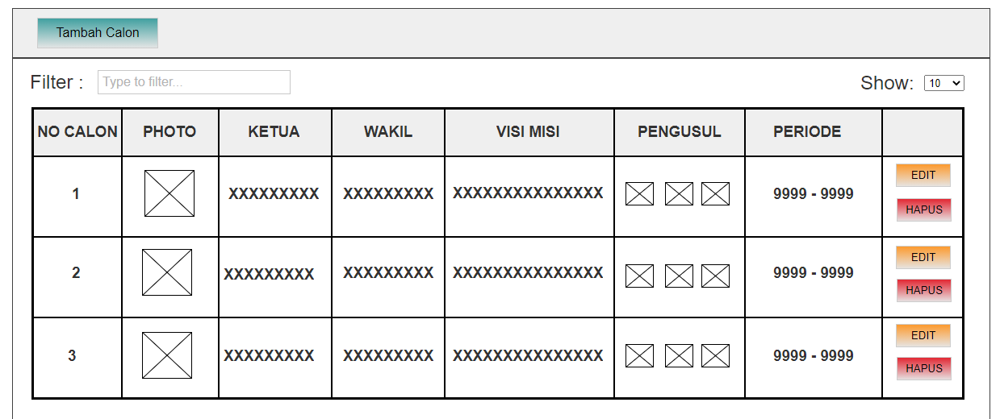 Tambah Calon
Filter : Type to filter... Show: 10
NO CALON PHOTO KETUA WAKIL VISI MISI PENGUSUL PERIODE
1 XXXXXXXXX XXXXXXXXX XXXXXXXXXXXXXXX 9999 - 9999 EDIT
HAPUS
2 XXXXXXXXX XXXXXXXXX XXXXXXXXXXXXXXX 9999 - 9999 EDIT
HAPUS
3 XXXXXXXXX XXXXXXXXX XXXXXXXXXXXXXXX 9999 - 9999 EDIT
HAPUS